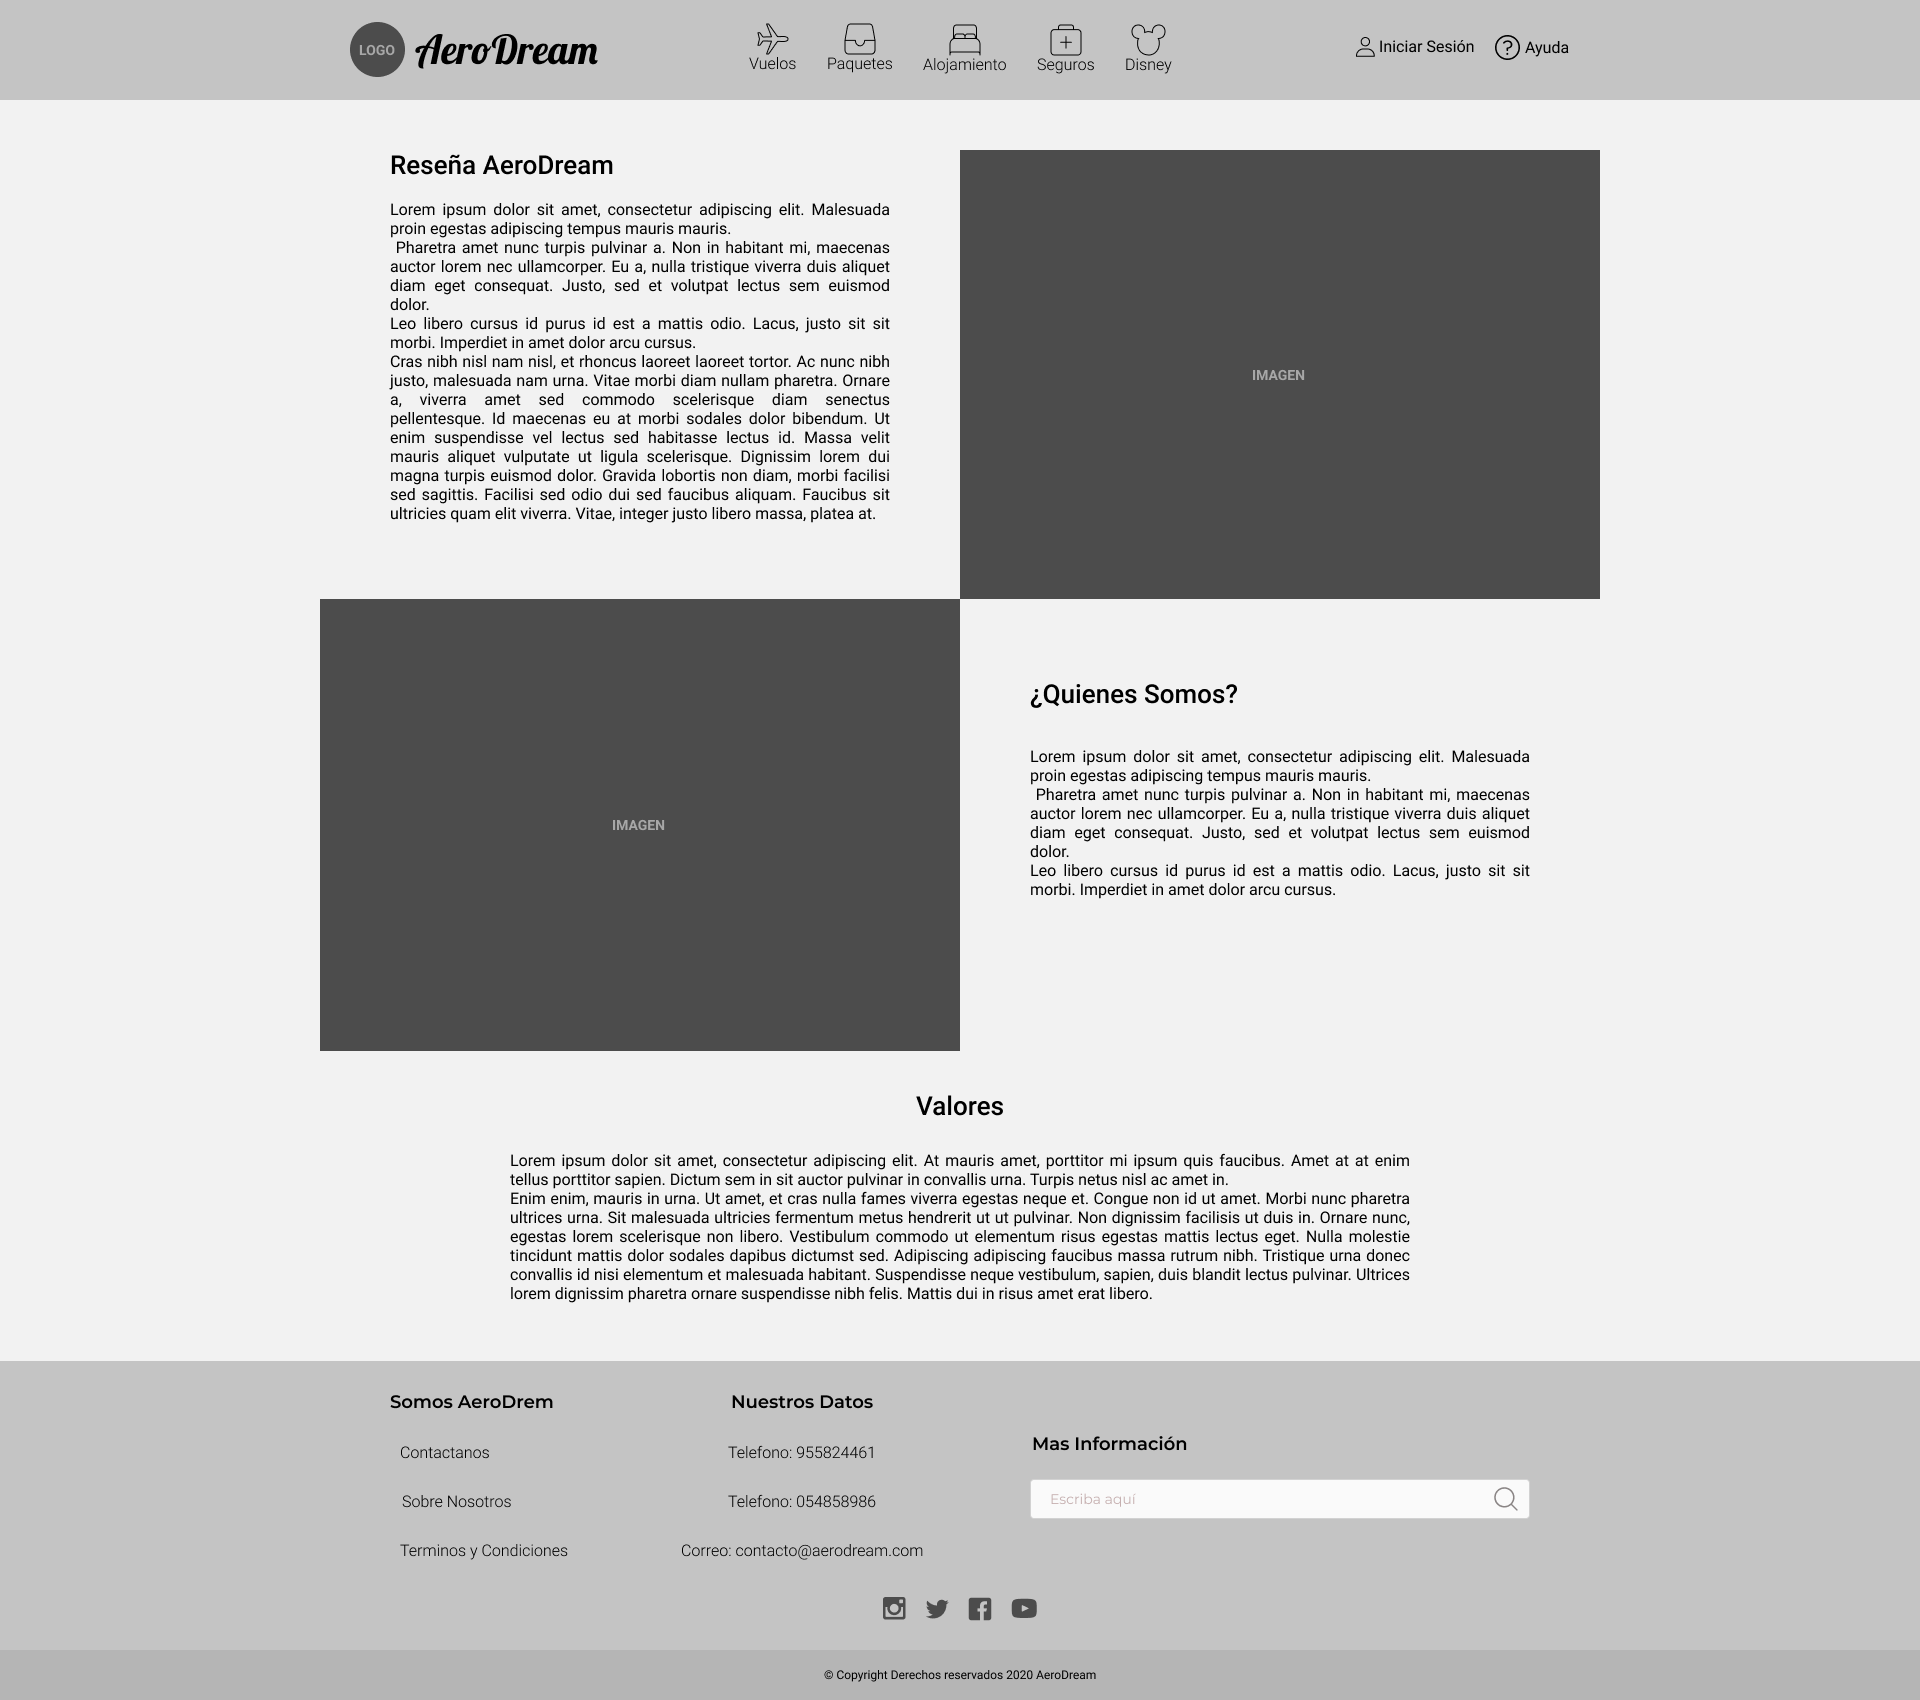 LOGO
AeroDream
Vuelos
Paquetes
Alojamiento
Seguros
Disney
Iniciar Sesión
Ayuda
Reseña AeroDream
Lorem ipsum dolor sit amet, consectetur adipiscing elit. Malesuada
proin egestas adipiscing tempus mauris mauris.
Pharetra amet nunc turpis pulvinar a. Non in habitant mi, maecenas
auctor lorem nec ullamcorper. Eu a, nulla tristique viverra duis aliquet
diam eget consequat. Justo, sed et volutpat lectus sem euismod
dolor.
Leo libero cursus id purus id est a mattis odio. Lacus, justo sit sit
morbi. Imperdiet in amet dolor arcu cursus.
Cras nibh nisl nam nisl, et rhoncus laoreet laoreet tortor. Ac nunc nibh
justo, malesuada nam urna. Vitae morbi diam nullam pharetra. Ornare
a, viverra amet sed commodo scelerisque diam senectus
pellentesque. Id maecenas eu at morbi sodales dolor bibendum. Ut
enim suspendisse vel lectus sed habitasse lectus id. Massa velit
mauris aliquet vulputate ut ligula scelerisque. Dignissim lorem dui
magna turpis euismod dolor. Gravida lobortis non diam, morbi facilisi
sed sagittis. Facilisi sed odio dui sed faucibus aliquam. Faucibus sit
ultricies quam elit viverra. Vitae, integer justo libero massa, platea at.
IMAGEN
IMAGEN
¿Quienes Somos?
Lorem ipsum dolor sit amet, consectetur adipiscing elit. Malesuada
proin egestas adipiscing tempus mauris mauris.
Pharetra amet nunc turpis pulvinar a. Non in habitant mi, maecenas
auctor lorem nec ullamcorper. Eu a, nulla tristique viverra duis aliquet
diam eget consequat. Justo, sed et volutpat lectus sem euismod
dolor.
Leo libero cursus id purus id est a mattis odio. Lacus, justo sit sit
morbi. Imperdiet in amet dolor arcu cursus.
Valores
Lorem ipsum dolor sit amet, consectetur adipiscing elit. At mauris amet, porttitor mi ipsum quis faucibus. Amet at at enim
tellus porttitor sapien. Dictum sem in sit auctor pulvinar in convallis urna. Turpis netus nisl ac amet in.
Enim enim, mauris in urna. Ut amet, et cras nulla fames viverra egestas neque et. Congue non id ut amet. Morbi nunc pharetra
ultrices urna. Sit malesuada ultricies fermentum metus hendrerit ut ut pulvinar. Non dignissim facilisis ut duis in. Ornare nunc,
egestas lorem scelerisque non libero. Vestibulum commodo ut elementum risus egestas mattis lectus eget. Nulla molestie
tincidunt mattis dolor sodales dapibus dictumst sed. Adipiscing adipiscing faucibus massa rutrum nibh. Tristique urna donec
convallis id nisi elementum et malesuada habitant. Suspendisse neque vestibulum, sapien, duis blandit lectus pulvinar. Ultrices
lorem dignissim pharetra ornare suspendisse nibh felis. Mattis dui in risus amet erat libero.
Somos AeroDrem
Contactanos
Sobre Nosotros
Terminos y Condiciones
Nuestros Datos
Telefono: 955824461
Telefono: 054858986
Correo: contacto@aerodream.com
Mas Información
Escriba aquí
© Copyright Derechos reservados 2020 AeroDream